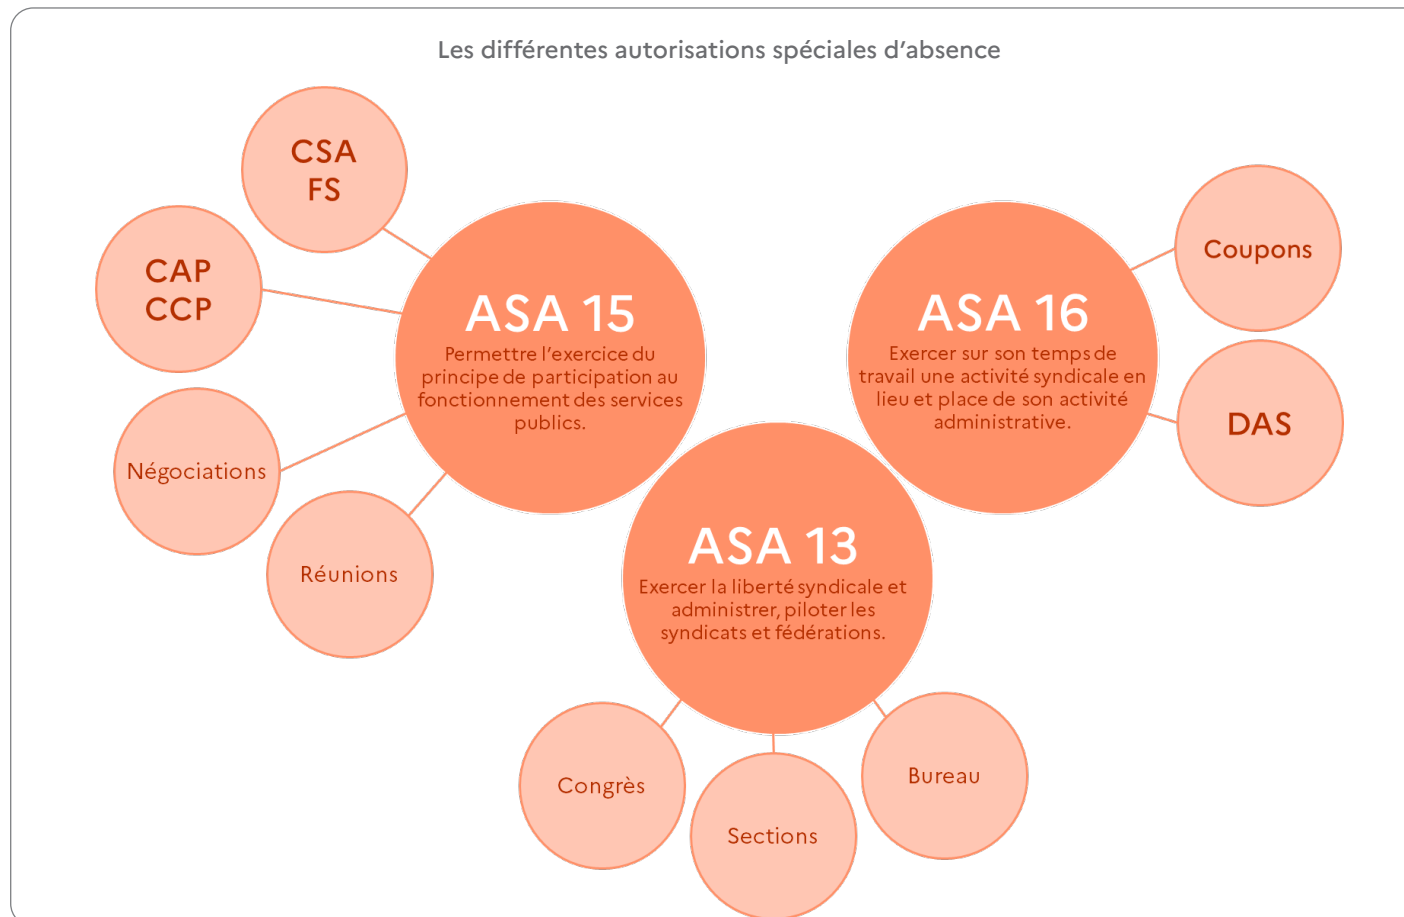 Les différentes autorisations spéciales d'absence
CSA
FS
CAP
CCP
Négociations
Réunions
ASA 15
Permettre l'exercice du
principe de participation au
fonctionnement des services
publics.
ASA 16
Exercer sur son temps de
travail une activité syndicale en
lieu et place de son activité
administrative.
Coupons
DAS
ASA 13
Exercer la liberté syndicale et
administrer, piloter les
syndicats et fédérations.
Congrès
Sections
Bureau